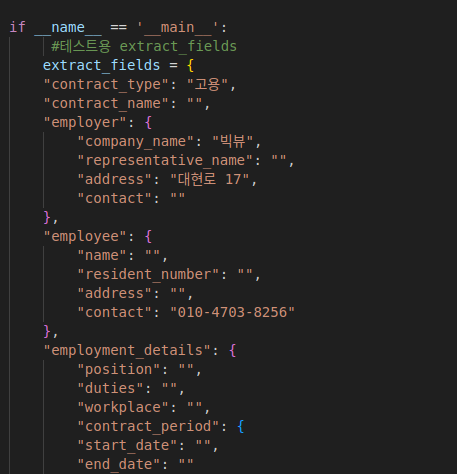 if __name__ == '__main__':
#테스트용 extract_fields
extract_fields = {
"contract_type": "고용",
"contract_name": "",
"employer": {
"company_name": "빅뷰",
"representative_name": "",
"address": "대현로 17",
"contact": ""
},
"employee": {
"name": "",
"resident_number": "",
"address": "",
"contact": "010-4703-8256"
},
"employment_details": {
"position": "",
"duties": "",
"workplace": "",
"contract_period": {
"start_date": "",
"end_date": ""